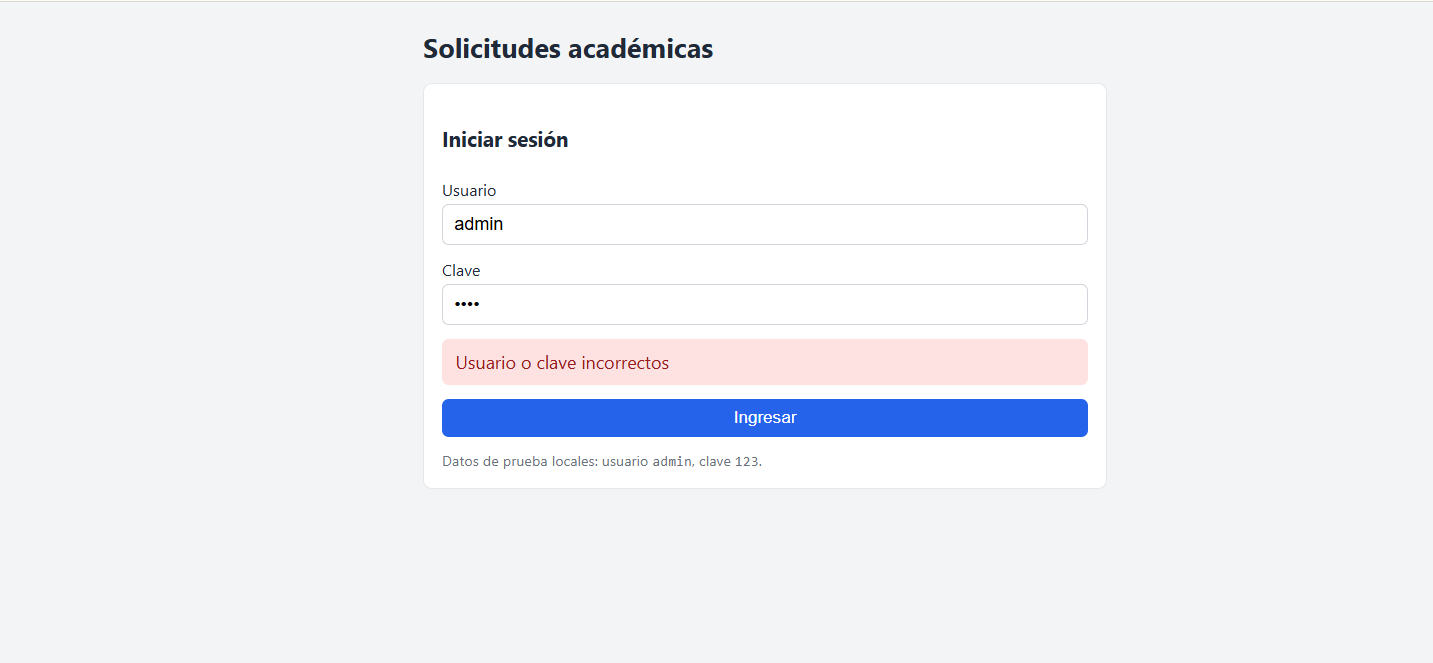 Solicitudes académicas
Iniciar sesión
Usuario
admin
Clave
••••
Usuario o clave incorrectos
Ingresar
Datos de prueba locales: usuario admin, clave 123.